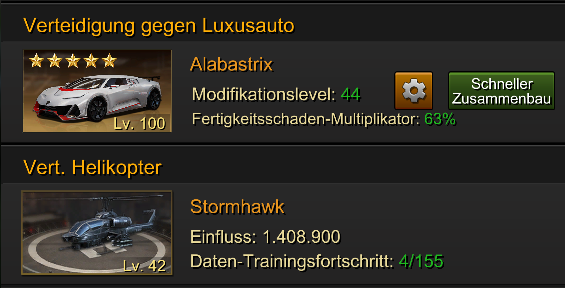 Verteidigung gegen Luxusauto
Alabastrix
Modifikationslevel: 44
Fertigkeitsschaden-Multiplikator: 63%
Schneller
Zusammenbau
Lv. 100
Vert. Helikopter
Stormhawk
Einfluss: 1.408.900
Daten-Trainingsfortschritt: 4/155
Lv. 42